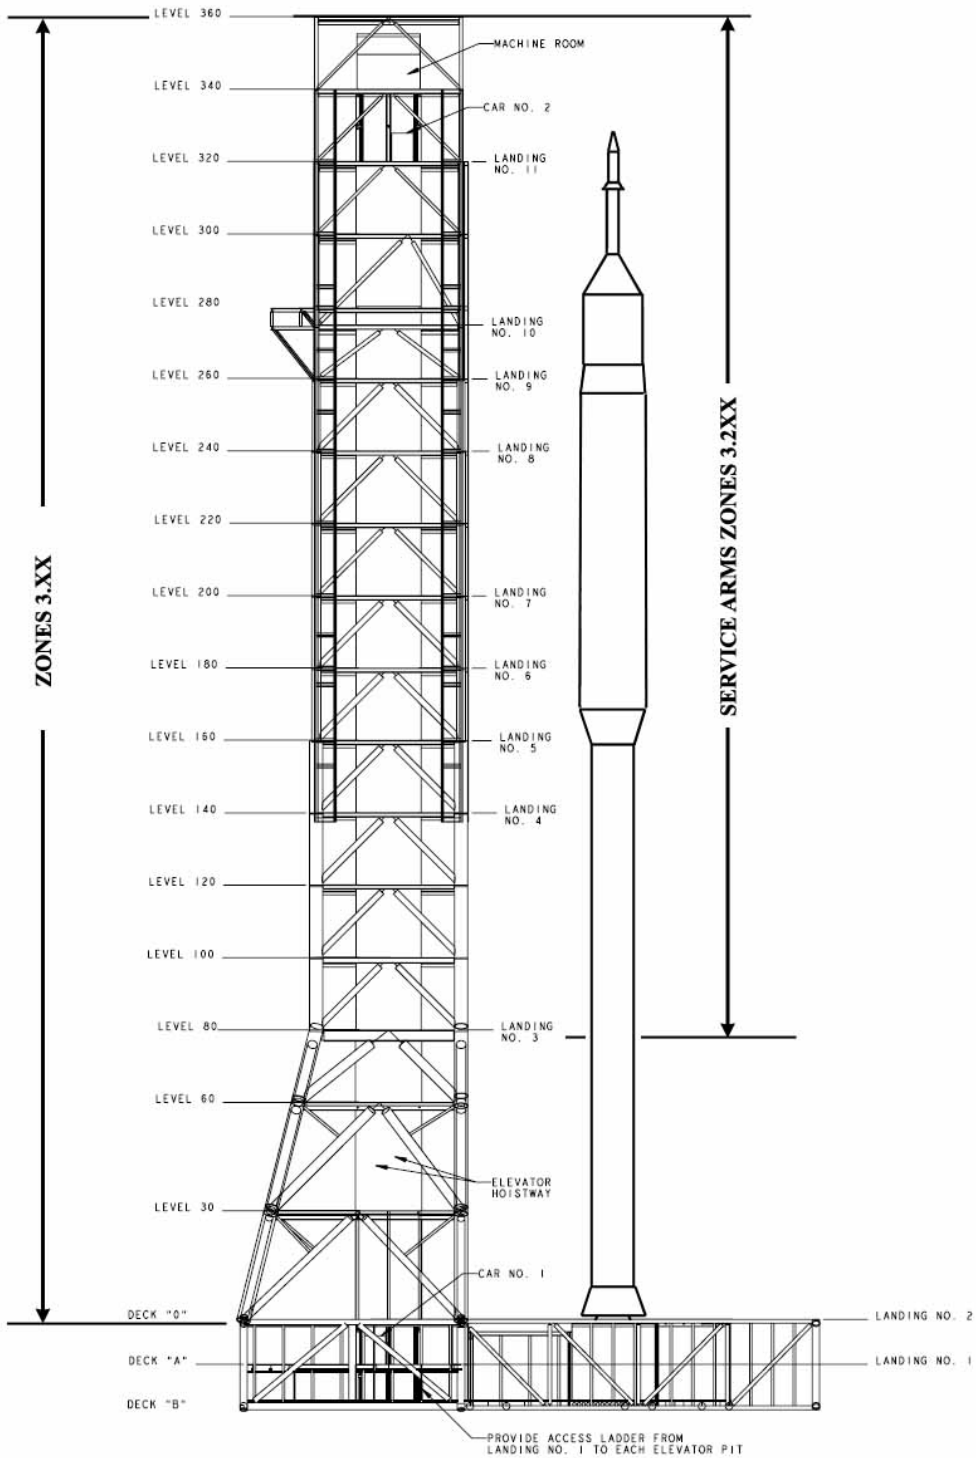 LEVEL 360
MACHINE ROOM
LEVEL 340
CAR NO. 2
LEVEL 320
LANDING
NO. 11
LEVEL 300
LEVEL 280
LANDING
NO. 10
LEVEL 260
LANDING
NO. 9
LEVEL 240
LANDING
NO. 8
LEVEL 220
LEVEL 200
LANDING
NO. 7
ZONES 3.XX
SERVICE ARMS ZONES 3.2XX
LEVEL 180
LANDING
NO. 6
LEVEL 160
LANDING
NO. 5
LEVEL 140
LANDING
NO. 4
LEVEL 120
LEVEL 100
LEVEL 80
LANDING
NO. 3
LEVEL 60
ELEVATOR
HOISTWAY
LEVEL 30
CAR NO. 1
DECK "0"
LANDING NO. 2
DECK "A"
LANDING NO. 1
DECK "B"
PROVIDE ACCESS LADDER FROM
LANDING NO. 1 TO EACH ELEVATOR PIT